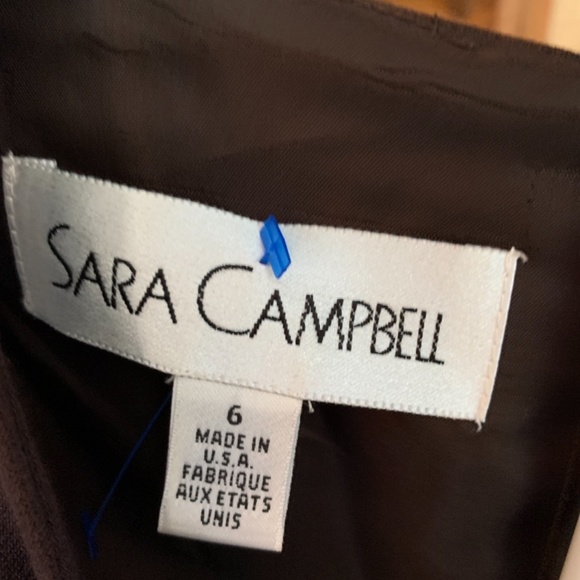 SARA CAMPBELL
6
MADE IN
U.S.A.
FABRIQUE
AUX ETATS
UNIS